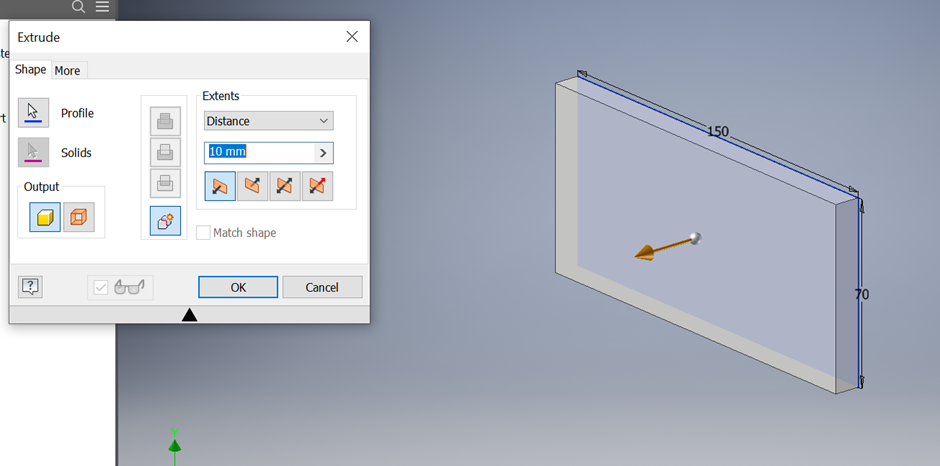 Extrude
Shape
More
Profile
Solids
Output
Extents
Distance
10 mm
Match shape
?
OK
Cancel
150
70
Y